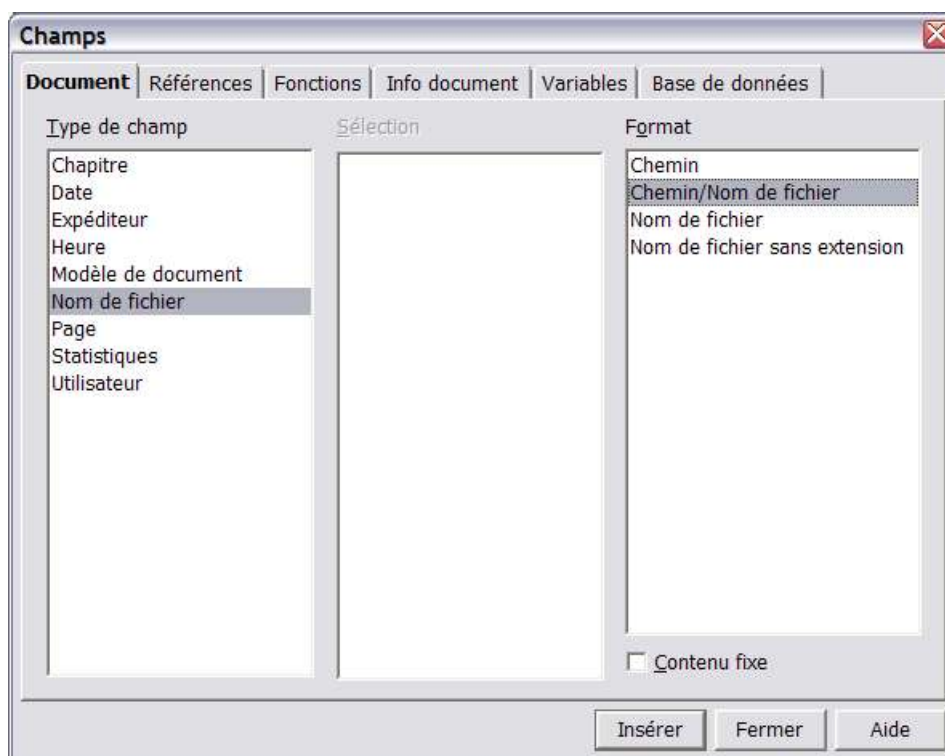 Champs
Document Références Fonctions Info document Variables Base de données
Type de champ
Chapitre
Date
Expéditeur
Heure
Modèle de document
Nom de fichier
Page
Statistiques
Utilisateur
Sélection
Format
Chemin
Chemin/Nom de fichier
Nom de fichier
Nom de fichier sans extension
Contenu fixe
Insérer Fermer Aide